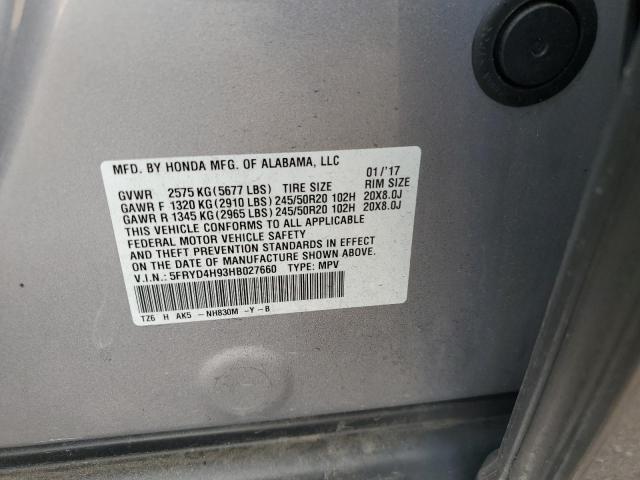 MFD. BY HONDA MFG. OF ALABAMA, LLC 01/'17
GVWR 2575 KG (5677 LBS) TIRE SIZE RIM SIZE
GAWR F 1320 KG (2910 LBS) 245/50R20 102H 20X8.0J
GAWR R 1345 KG (2965 LBS) 245/50R20 102H 20X8.0J
THIS VEHICLE CONFORMS TO ALL APPLICABLE
FEDERAL MOTOR VEHICLE SAFETY
AND THEFT PREVENTION STANDARDS IN EFFECT
ON THE DATE OF MANUFACTURE SHOWN ABOVE.
V.I.N.: 5FRYD4H93HB027660 TYPE: MPV
TZ6 H AK5 - NH830M - Y - B